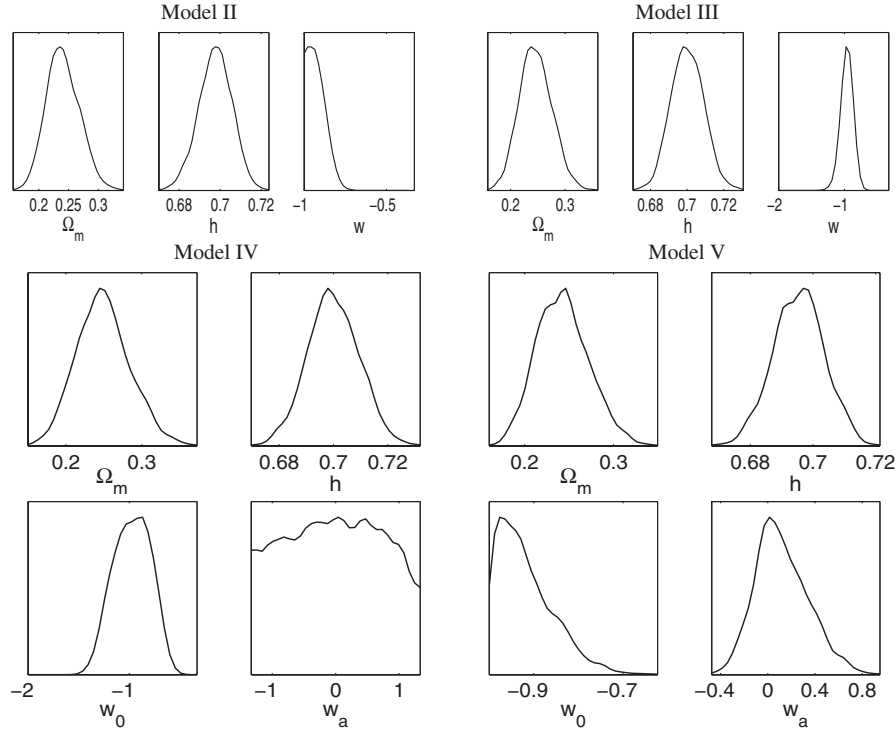 Model II
Model III
0.2 0.25 0.3
Ω_m
0.68 0.7 0.72
h
−1 −0.5
w
0.2 0.3
Ω_m
0.68 0.7 0.72
h
−2 −1
w
Model IV
Model V
0.2 0.3
Ω_m
0.68 0.7 0.72
h
0.2 0.3
Ω_m
0.68 0.7 0.72
h
−2 −1
w_0
−1 0 1
w_a
−0.9 −0.7
w_0
−0.4 0 0.4 0.8
w_a